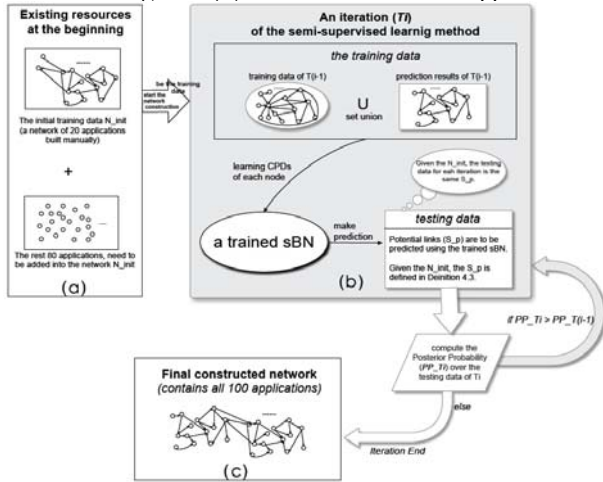 Existing resources
at the beginning
The initial training data N_init
(a network of 20 applications
built manually)
+
The rest 80 applications, need to
be added into the network N_init
(a)
be the training data
start the
network
constructive
An iteration (Ti)
of the semi-supervised learnig method
the training data
training data of T(i-1)
prediction results of T(i-1)
U
set union
learning CPDs
of each node
Given the N_init, the testing
data for eah iteration is the
same S_p.
a trained sBN
make
prediction
testing data
Potential links (S_p) are to be
predicted using the trained sBN.
Given the N_init, the S_p is
defined in Deinition 4.3.
(b)
if PP_Ti > PP_T(i-1)
compute the
Posterior Probability
(PP_Ti) over the
testing data of Ti
else
Iteration End
Final constructed network
(contains all 100 applications)
(c)